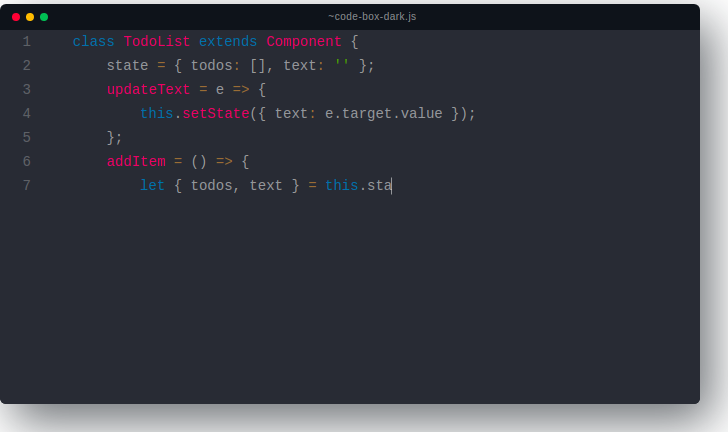 ~code-box-dark.js
1 class TodoList extends Component {
2 state = { todos: [], text: '' };
3 updateText = e => {
4 this.setState({ text: e.target.value });
5 };
6 addItem = () => {
7 let { todos, text } = this.sta